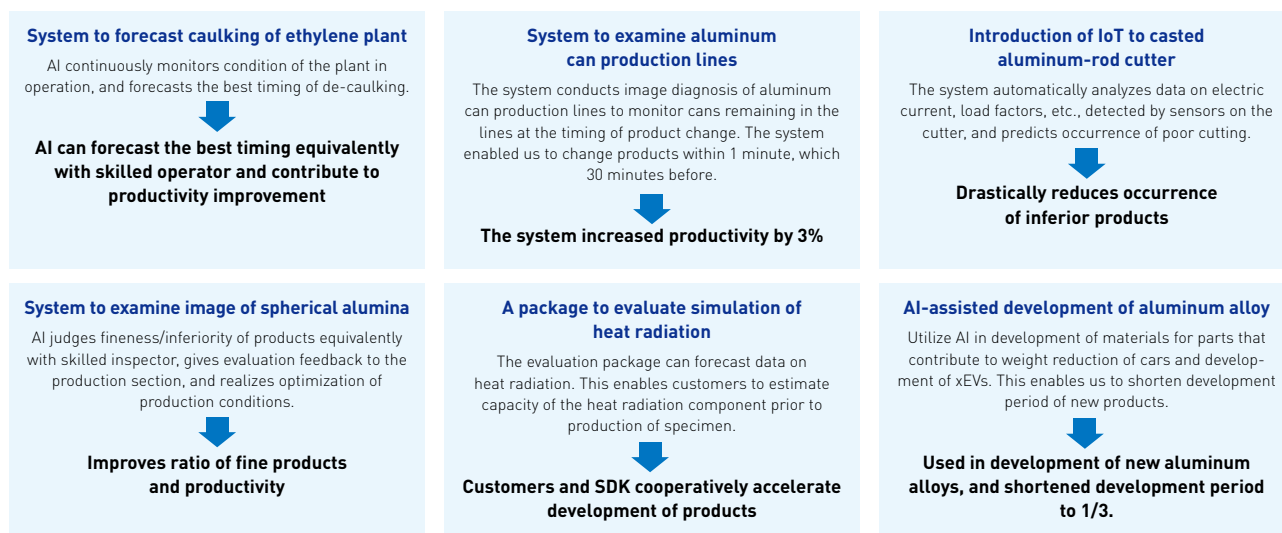 System to forecast caulking of ethylene plant
AI continuously monitors condition of the plant in
operation, and forecasts the best timing of de-caulking.
AI can forecast the best timing equivalently
with skilled operator and contribute to
productivity improvement
System to examine aluminum
can production lines
The system conducts image diagnosis of aluminum
can production lines to monitor cans remaining in the
lines at the timing of product change. The system
enabled us to change products within 1 minute, which
30 minutes before.
The system increased productivity by 3%
Introduction of IoT to casted
aluminum-rod cutter
The system automatically analyzes data on electric
current, load factors, etc., detected by sensors on the
cutter, and predicts occurrence of poor cutting.
Drastically reduces occurrence
of inferior products
System to examine image of spherical alumina
AI judges fineness/inferiority of products equivalently
with skilled inspector, gives evaluation feedback to the
production section, and realizes optimization of
production conditions.
Improves ratio of fine products
and productivity
A package to evaluate simulation of
heat radiation
The evaluation package can forecast data on
heat radiation. This enables customers to estimate
capacity of the heat radiation component prior to
production of specimen.
Customers and SDK cooperatively accelerate
development of products
AI-assisted development of aluminum alloy
Utilize AI in development of materials for parts that
contribute to weight reduction of cars and develop-
ment of xEVs. This enables us to shorten development
period of new products.
Used in development of new aluminum
alloys, and shortened development period
to 1/3.